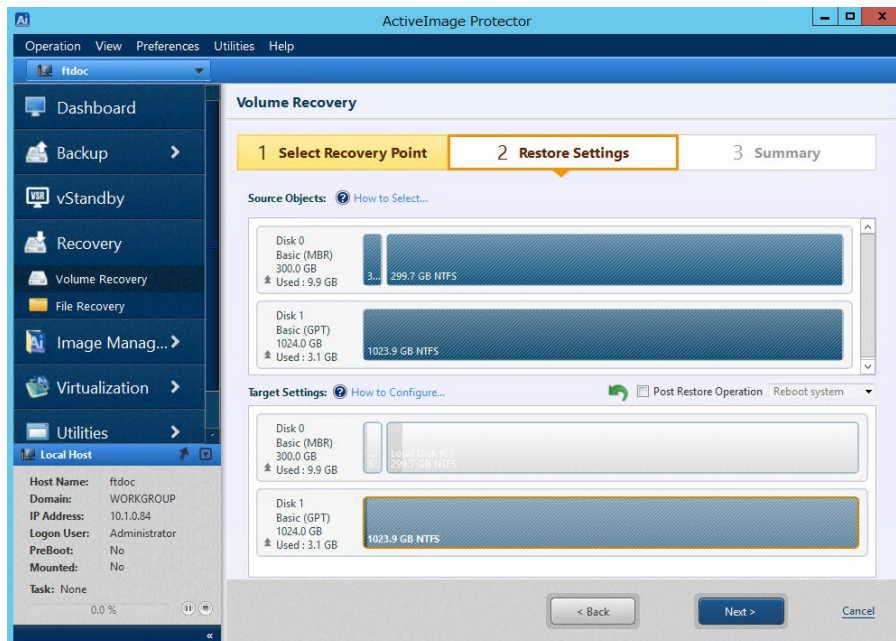 Ai
ActiveImage Protector
Operation View Preferences Utilities Help
ftdoc
Dashboard
Backup
VSR vStandby
Recovery
Volume Recovery
File Recovery
Ai Image Manag...
Virtualization
Utilities
Local Host
Host Name: ftdoc
Domain: WORKGROUP
IP Address: 10.1.0.84
Logon User: Administrator
PreBoot: No
Mounted: No
Task: None
0.0 %
«
Volume Recovery
1 Select Recovery Point
2 Restore Settings
3 Summary
Source Objects: ? How to Select...
Disk 0
Basic (MBR)
300.0 GB
Used : 9.9 GB
3... 299.7 GB NTFS
Disk 1
Basic (GPT)
1024.0 GB
Used : 3.1 GB
1023.9 GB NTFS
Target Settings: ? How to Configure...
Post Restore Operation Reboot system
Disk 0
Basic (MBR)
300.0 GB
Used : 9.9 GB
... Local Disk (C:)
3... 299.7 GB NTFS
Disk 1
Basic (GPT)
1024.0 GB
Used : 3.1 GB
1023.9 GB NTFS
< Back
Next >
Cancel